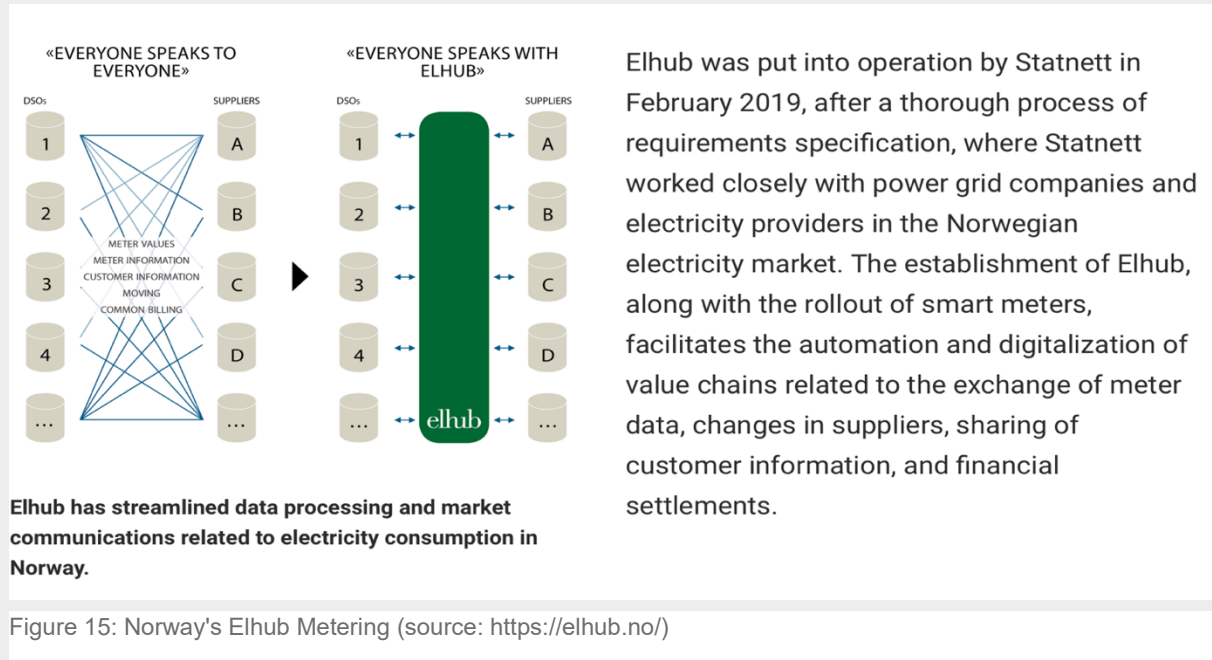 «EVERYONE SPEAKS TO
EVERYONE»
DSOs
SUPPLIERS
1
A
2
B
METER VALUES
METER INFORMATION
3
CUSTOMER INFORMATION
C
MOVING
COMMON BILLING
4
D
...
...
«EVERYONE SPEAKS WITH
ELHUB»
DSOs
SUPPLIERS
1
A
2
B
3
C
4
D
...
elhub
...
Elhub has streamlined data processing and market
communications related to electricity consumption in
Norway.
Elhub was put into operation by Statnett in
February 2019, after a thorough process of
requirements specification, where Statnett
worked closely with power grid companies and
electricity providers in the Norwegian
electricity market. The establishment of Elhub,
along with the rollout of smart meters,
facilitates the automation and digitalization of
value chains related to the exchange of meter
data, changes in suppliers, sharing of
customer information, and financial
settlements.
Figure 15: Norway's Elhub Metering (source: https://elhub.no/)